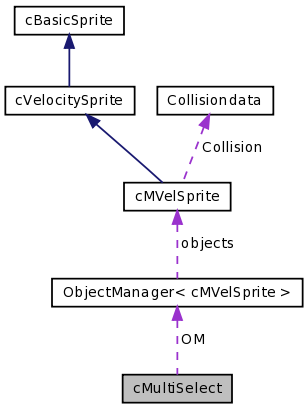 cBasicSprite
cVelocitySprite
Collisiondata
Collision
cMVelSprite
objects
ObjectManager< cMVelSprite >
OM
cMultiSelect